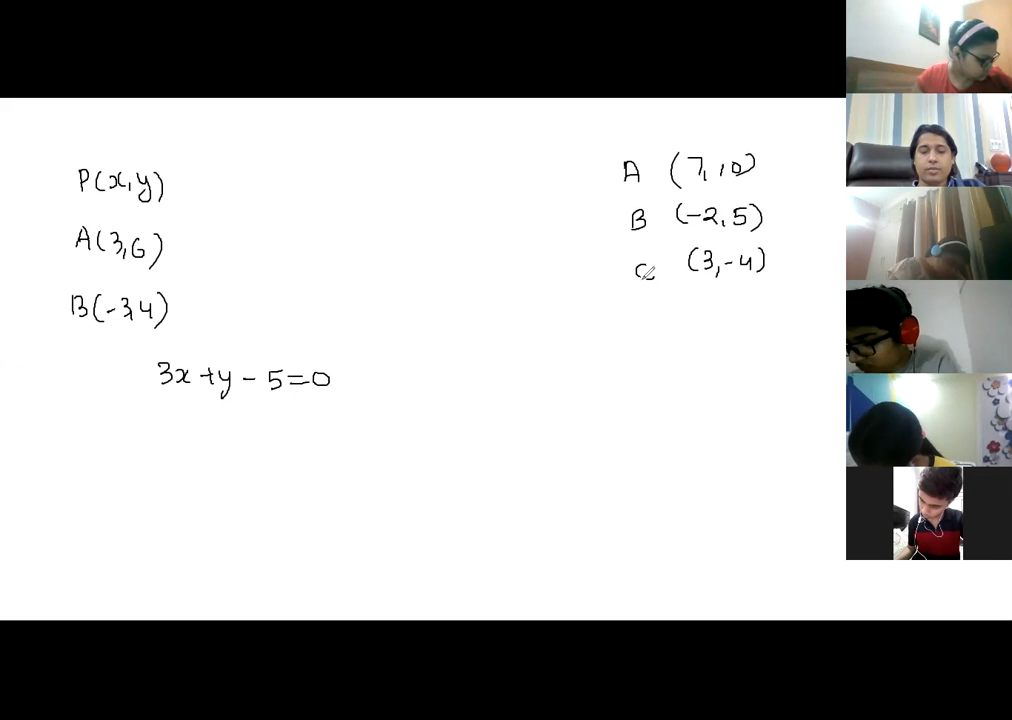 P(x,y)
A(3,6)
B(-3,4)
3x+y-5=0
A (7,10)
B (-2,5)
C (3,-4)